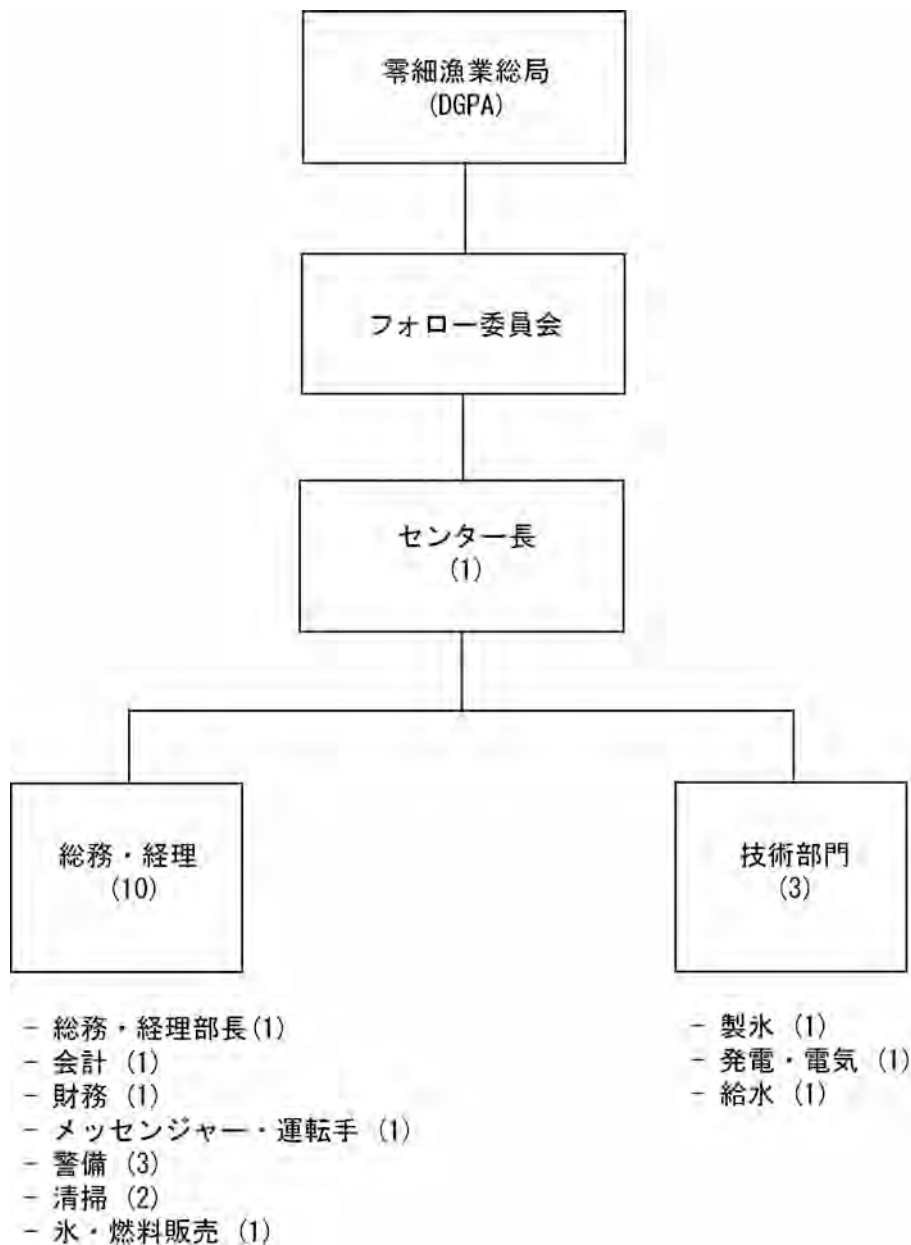 零細漁業総局
(DGPA)
フォロー委員会
センター長
(1)
総務・経理
(10)
技術部門
(3)
- 総務・経理部長(1)
- 会計 (1)
- 財務 (1)
- メッセンジャー・運転手 (1)
- 警備 (3)
- 清掃 (2)
- 氷・燃料販売 (1)
- 製氷 (1)
- 発電・電気 (1)
- 給水 (1)